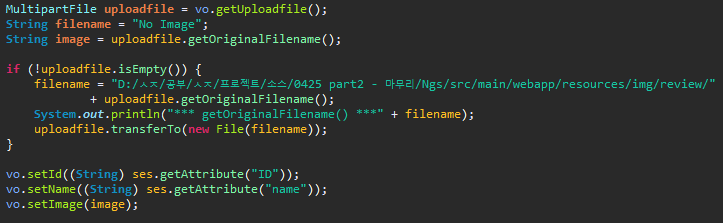 MultipartFile uploadfile = vo.getUploadfile();
String filename = "No Image";
String image = uploadfile.getOriginalFilename();
if (!uploadfile.isEmpty()) {
filename = "D:/ㅅㅈ/공부/ㅅㅈ/프로젝트/소스/0425 part2 - 마무리/Ngs/src/main/webapp/resources/img/review/"
+ uploadfile.getOriginalFilename();
System.out.println("*** getOriginalFilename() ***" + filename);
uploadfile.transferTo(new File(filename));
}
vo.setId((String) ses.getAttribute("ID"));
vo.setName((String) ses.getAttribute("name"));
vo.setImage(image);